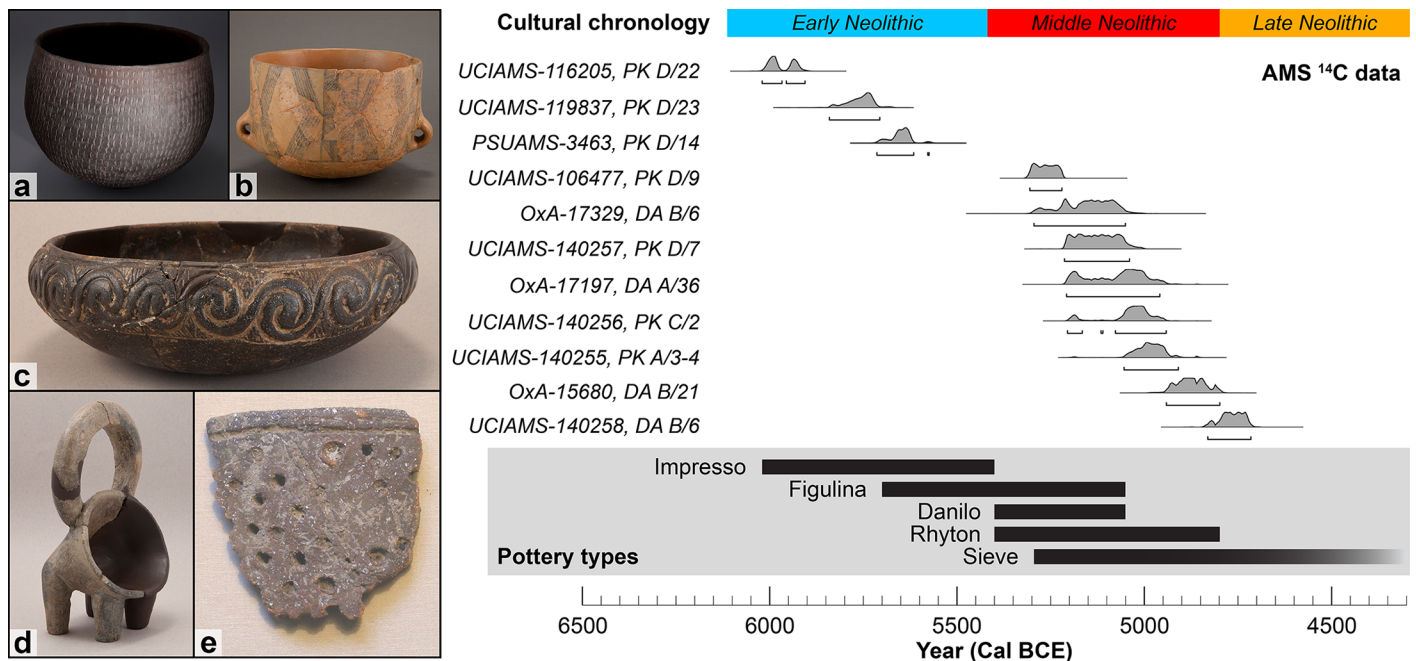 a
b
c
d
e
Cultural chronology
Early Neolithic
Middle Neolithic
Late Neolithic
AMS ¹⁴C data
UCIAMS-116205, PK D/22
UCIAMS-119837, PK D/23
PSUAMS-3463, PK D/14
UCIAMS-106477, PK D/9
OxA-17329, DA B/6
UCIAMS-140257, PK D/7
OxA-17197, DA A/36
UCIAMS-140256, PK C/2
UCIAMS-140255, PK A/3-4
OxA-15680, DA B/21
UCIAMS-140258, DA B/6
Impresso
Figulina
Danilo
Rhyton
Sieve
Pottery types
6500 6000 5500 5000 4500
Year (Cal BCE)